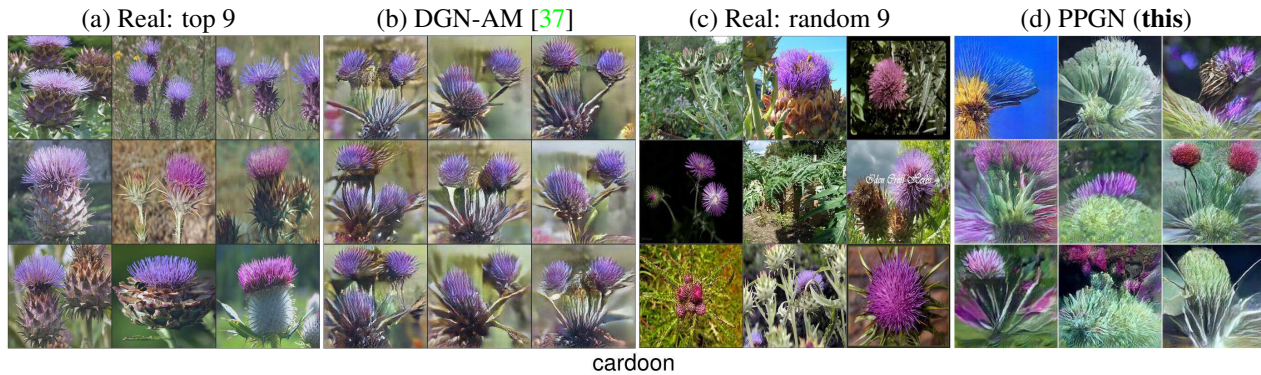 (a) Real: top 9
(b) DGN-AM [37]
(c) Real: random 9
(d) PPGN (this)
cardoon